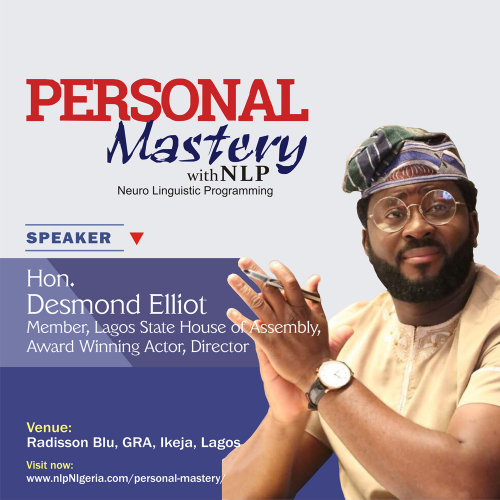 PERSONAL
Mastery
with NLP
Neuro Linguistic Programming
SPEAKER
Hon.
Desmond Elliot
Member, Lagos State House of Assembly,
Award Winning Actor, Director
Venue:
Radisson Blu, GRA, Ikeja, Lagos
Visit now:
www.nlpNIgeria.com/personal-mastery/